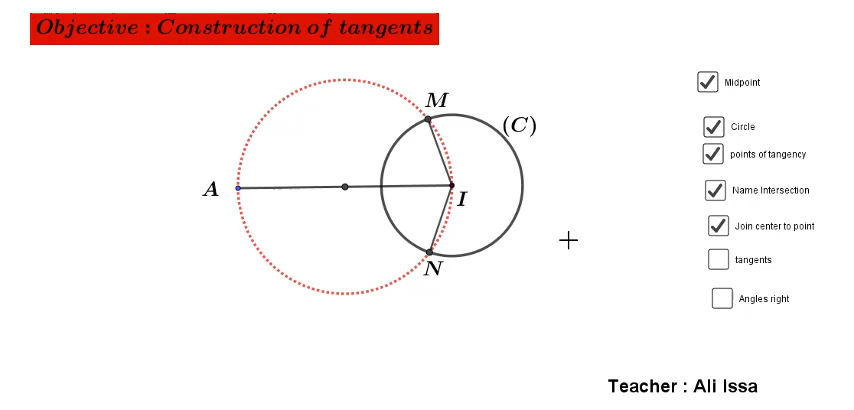 Objective : Construction of tangents
Midpoint
M
(C)
Circle
points of tangency
A
I
Name Intersection
Join center to point
N
tangents
Angles right
Teacher : Ali Issa